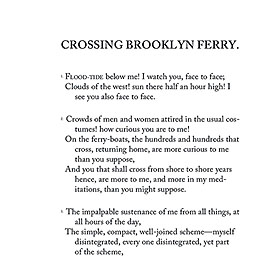 CROSSING BROOKLYN FERRY.
1 FLOOD-TIDE below me! I watch you, face to face;
Clouds of the west! sun there half an hour high! I
see you also face to face.
2 Crowds of men and women attired in the usual cos-
tumes! how curious you are to me!
On the ferry-boats, the hundreds and hundreds that
cross, returning home, are more curious to me
than you suppose,
And you that shall cross from shore to shore years
hence, are more to me, and more in my med-
itations, than you might suppose.
3 The impalpable sustenance of me from all things, at
all hours of the day,
The simple, compact, well-joined scheme—myself
disintegrated, every one disintegrated, yet part
of the scheme,